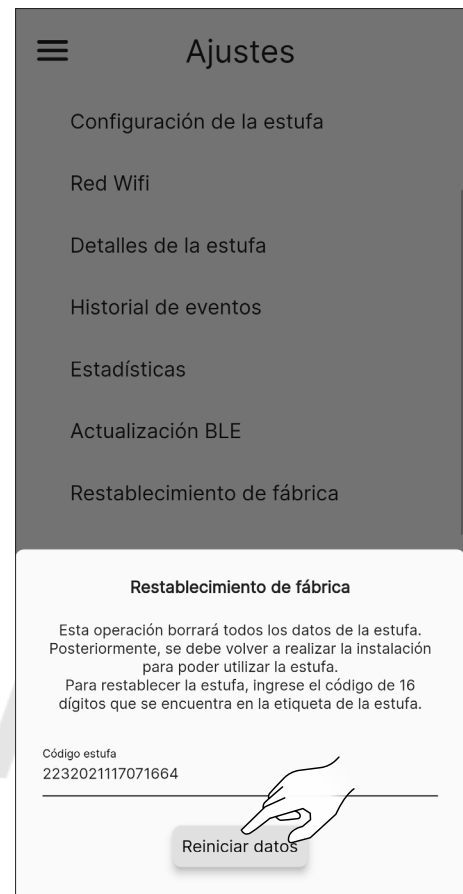 Ajustes
Configuración de la estufa
Red Wifi
Detalles de la estufa
Historial de eventos
Estadísticas
Actualización BLE
Restablecimiento de fábrica
Restablecimiento de fábrica
Esta operación borrará todos los datos de la estufa.
Posteriormente, se debe volver a realizar la instalación
para poder utilizar la estufa.
Para restablecer la estufa, ingrese el código de 16
dígitos que se encuentra en la etiqueta de la estufa.
Código estufa
2232021117071664
Reiniciar datos